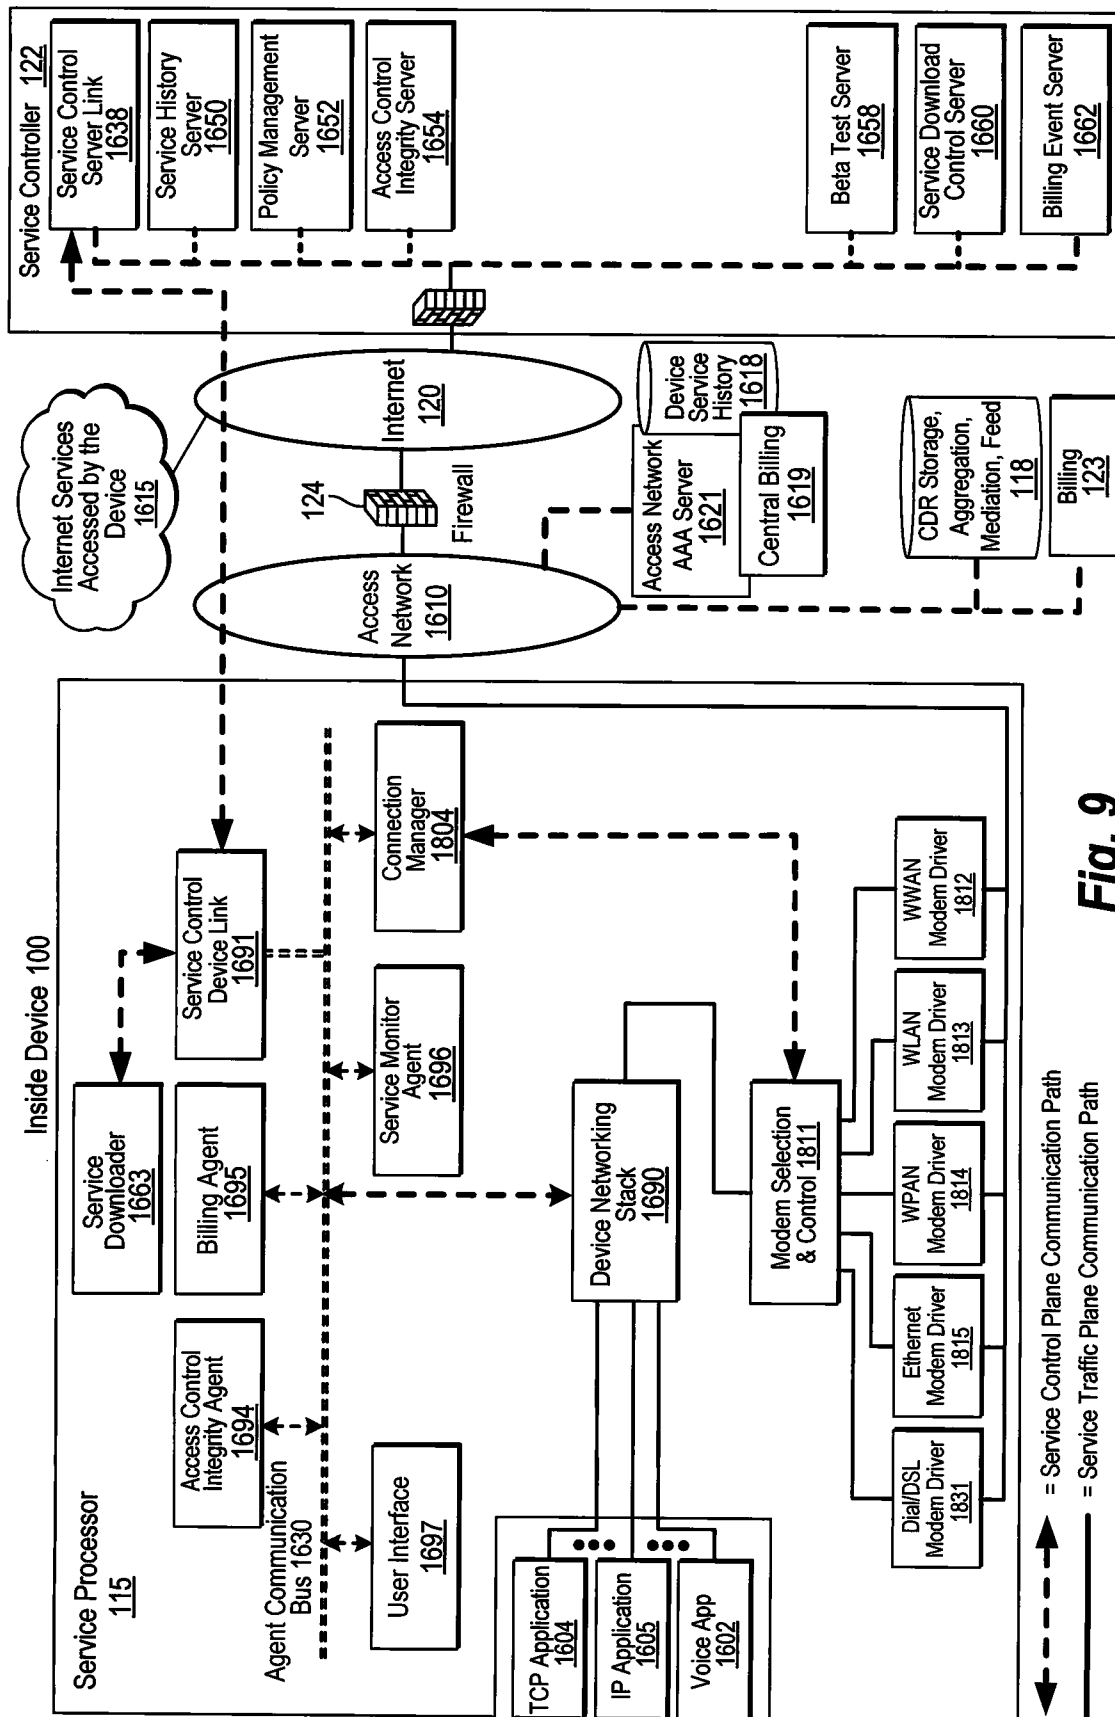 Inside Device 100
Service Processor
115
Service
Downloader
1663
Access Control
Integrity Agent
1694
Billing Agent
1695
Service Control
Device Link
1691
Agent Communication
Bus 1630
User Interface
1697
Service Monitor
Agent
1696
Connection
Manager
1804
TCP Application
1604
IP Application
1605
Voice App
1602
Device Networking
Stack
1690
Modem Selection
& Control 1811
Dial/DSL
Modem Driver
1831
Ethernet
Modem Driver
1815
WPAN
Modem Driver
1814
WLAN
Modem Driver
1813
WWAN
Modem Driver
1812
Internet Services
Accessed by the
Device
1615
Access
Network
1610
124
Firewall
Internet
120
Access Network
AAA Server
1621
Device
Service
History
1618
Central Billing
1619
CDR Storage,
Aggregation,
Mediation, Feed
118
Billing
123
Service Controller 122
Service Control
Server Link
1638
Service History
Server
1650
Policy Management
Server
1652
Access Control
Integrity Server
1654
Beta Test Server
1658
Service Download
Control Server
1660
Billing Event Server
1662
= Service Control Plane Communication Path
= Service Traffic Plane Communication Path
Fig. 9